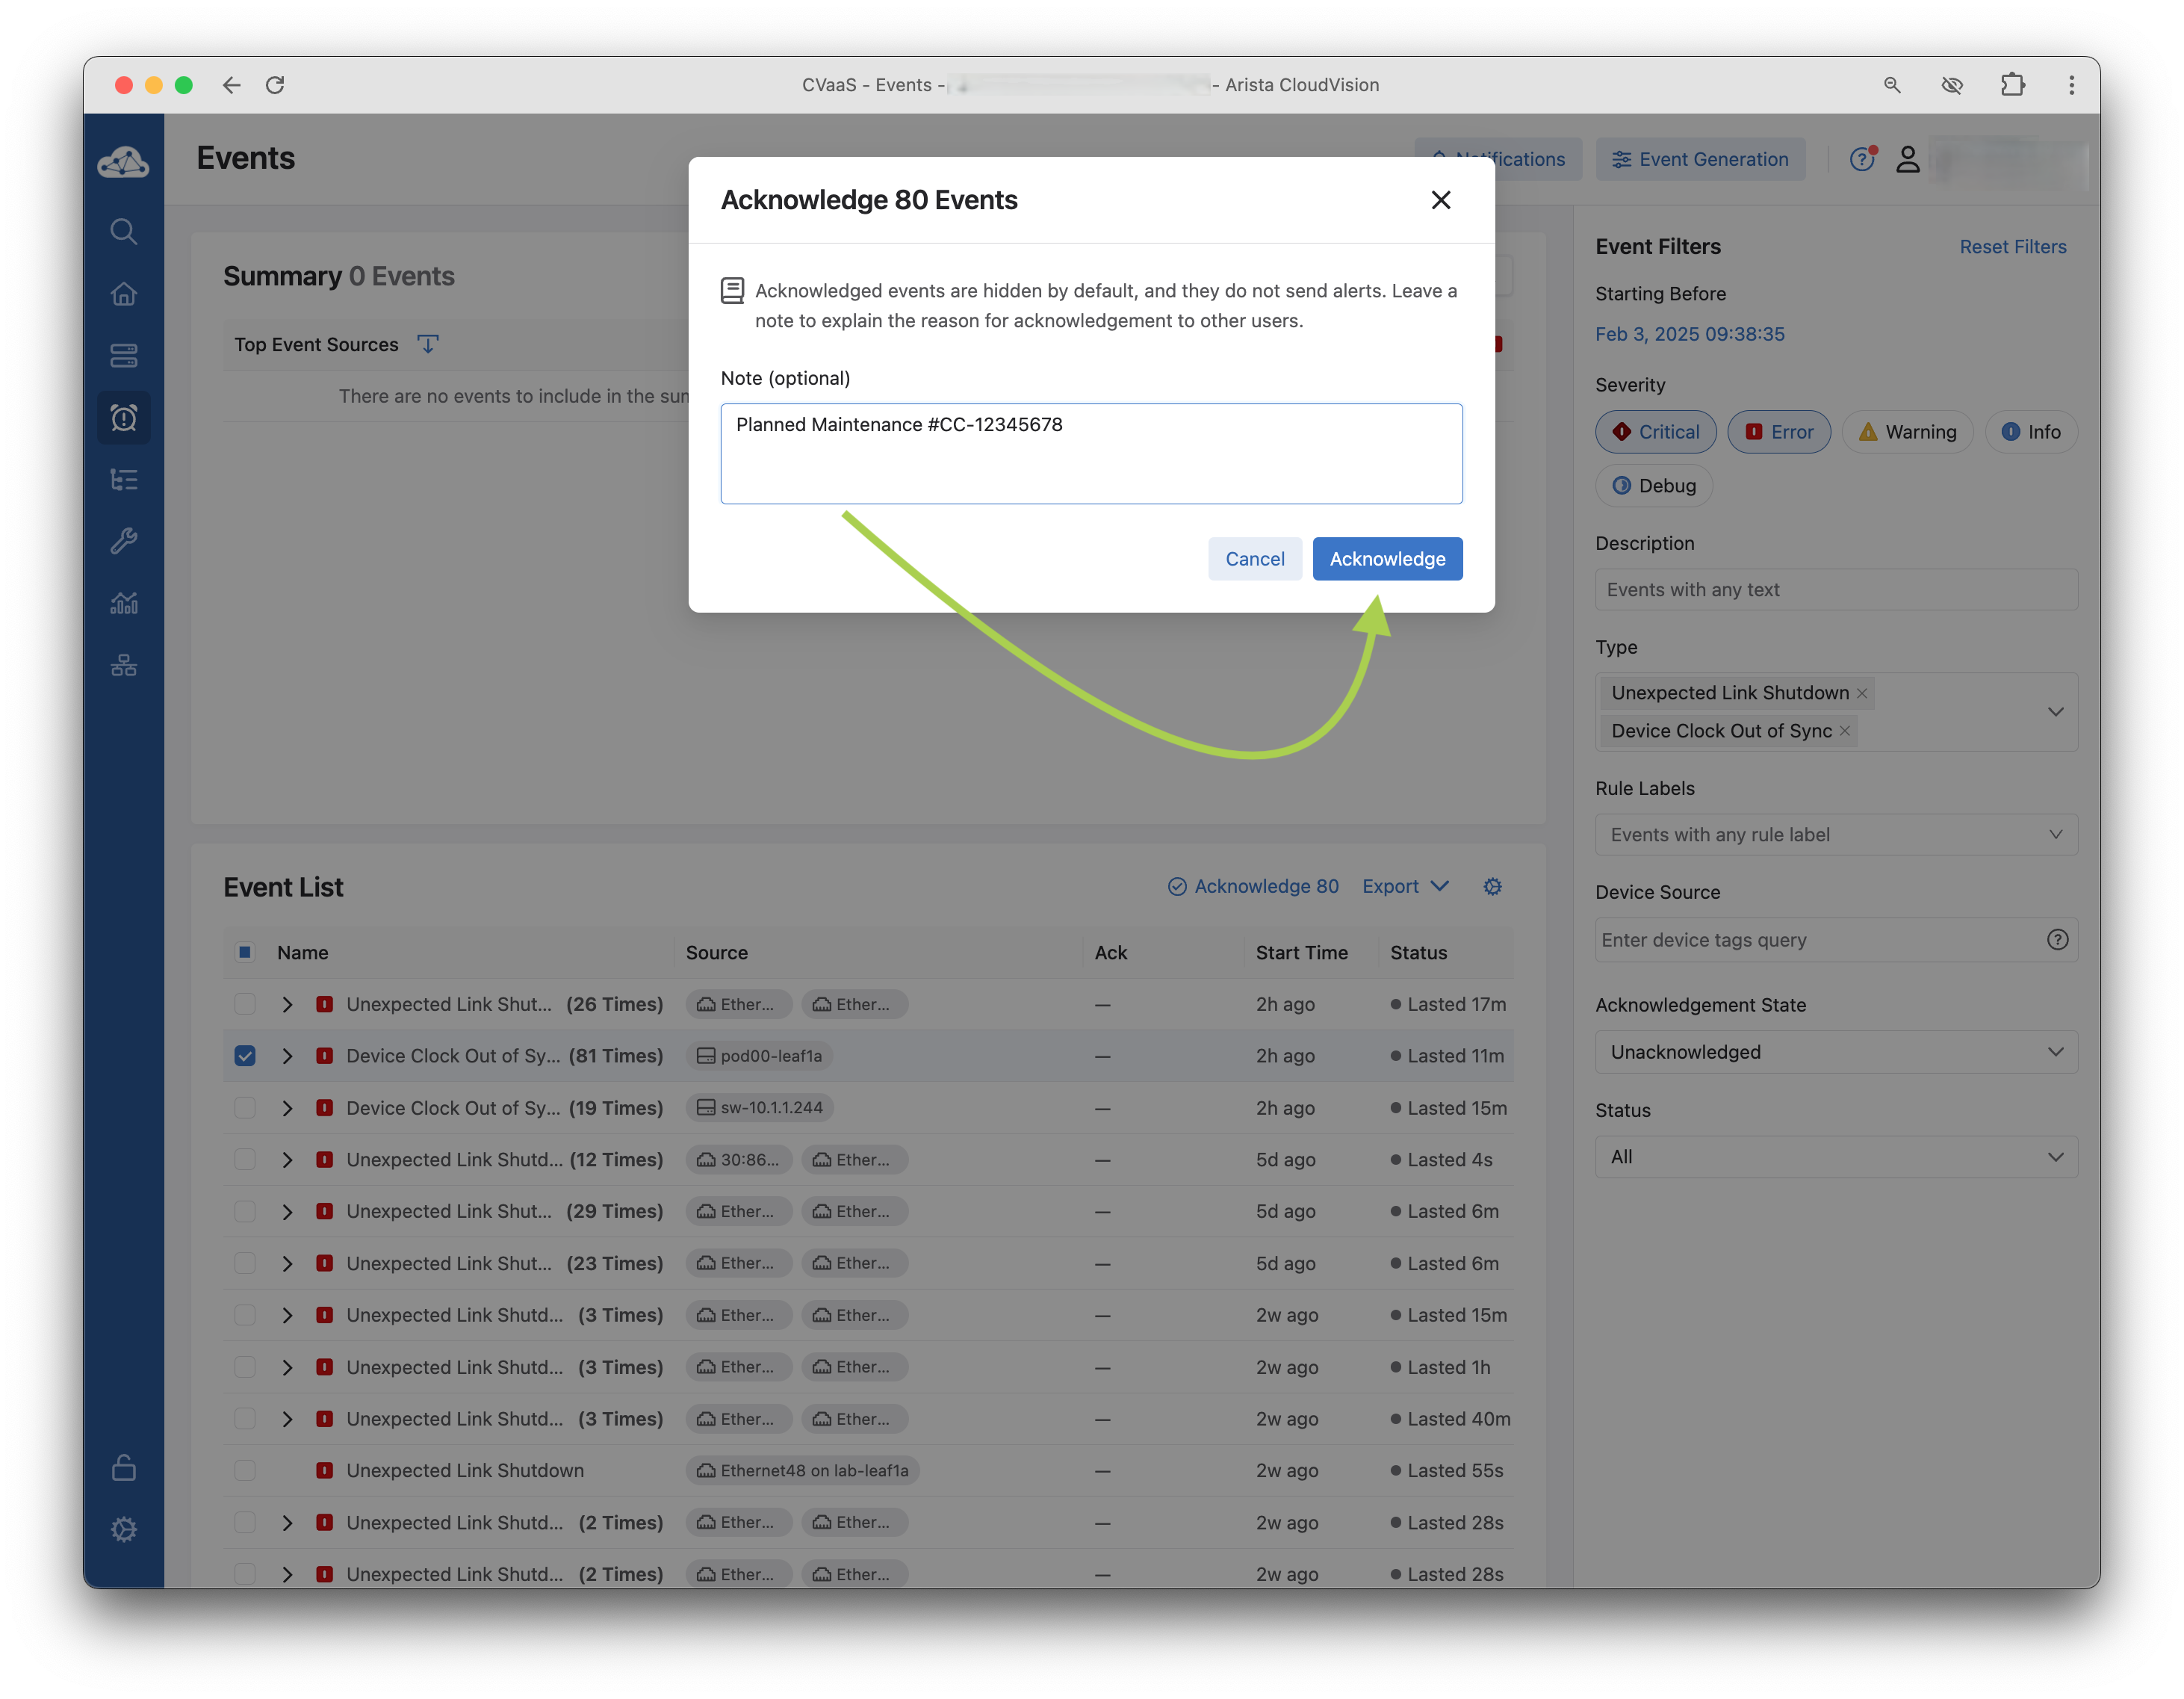 CVaaS - Events -
- Arista CloudVision
Events
Notifications
Event Generation
Acknowledge 80 Events
Acknowledged events are hidden by default, and they do not send alerts. Leave a
note to explain the reason for acknowledgement to other users.
Note (optional)
Planned Maintenance #CC-12345678
Cancel
Acknowledge
Summary 0 Events
Top Event Sources
There are no events to include in the
Event List
Acknowledge 80
Export
Name Source Ack Start Time Status
Unexpected Link Shut... (26 Times) Ether... Ether... — 2h ago Lasted 17m
Device Clock Out of Sy... (81 Times) pod00-leaf1a — 2h ago Lasted 11m
Device Clock Out of Sy... (19 Times) sw-10.1.1.244 — 2h ago Lasted 15m
Unexpected Link Shutd... (12 Times) 30:86... Ether... — 5d ago Lasted 4s
Unexpected Link Shut... (29 Times) Ether... Ether... — 5d ago Lasted 6m
Unexpected Link Shut... (23 Times) Ether... Ether... — 5d ago Lasted 6m
Unexpected Link Shutd... (3 Times) Ether... Ether... — 2w ago Lasted 15m
Unexpected Link Shutd... (3 Times) Ether... Ether... — 2w ago Lasted 1h
Unexpected Link Shutd... (3 Times) Ether... Ether... — 2w ago Lasted 40m
Unexpected Link Shutdown Ethernet48 on lab-leaf1a — 2w ago Lasted 55s
Unexpected Link Shutd... (2 Times) Ether... Ether... — 2w ago Lasted 28s
Unexpected Link Shutd... (2 Times) Ether... Ether... — 2w ago Lasted 28s
Event Filters
Reset Filters
Starting Before
Feb 3, 2025 09:38:35
Severity
Critical Error Warning Info
Debug
Description
Events with any text
Type
Unexpected Link Shutdown
Device Clock Out of Sync
Rule Labels
Events with any rule label
Device Source
Enter device tags query
Acknowledgement State
Unacknowledged
Status
All